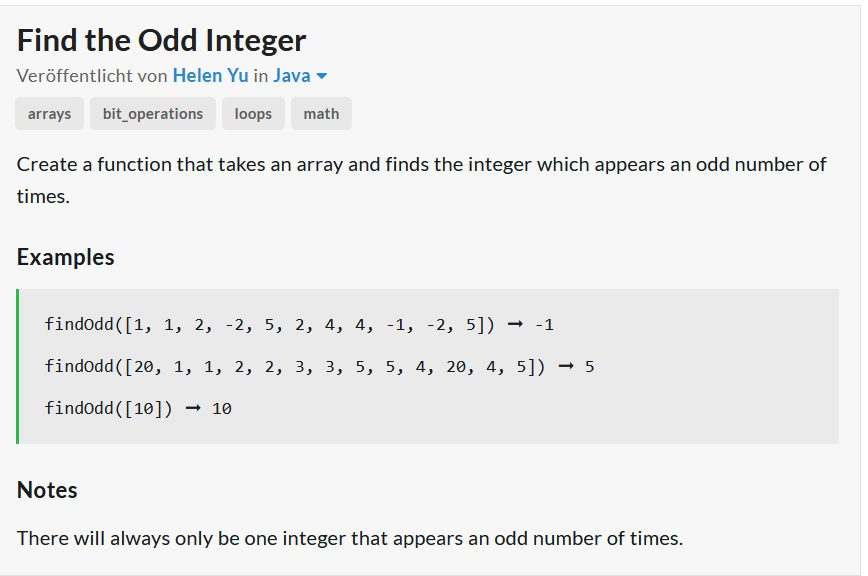 Find the Odd Integer
Veröffentlicht von Helen Yu in Java
arrays bit_operations loops math
Create a function that takes an array and finds the integer which appears an odd number of
times.
Examples
findOdd([1, 1, 2, -2, 5, 2, 4, 4, -1, -2, 5]) ➞ -1
findOdd([20, 1, 1, 2, 2, 3, 3, 5, 5, 4, 20, 4, 5]) ➞ 5
findOdd([10]) ➞ 10
Notes
There will always only be one integer that appears an odd number of times.